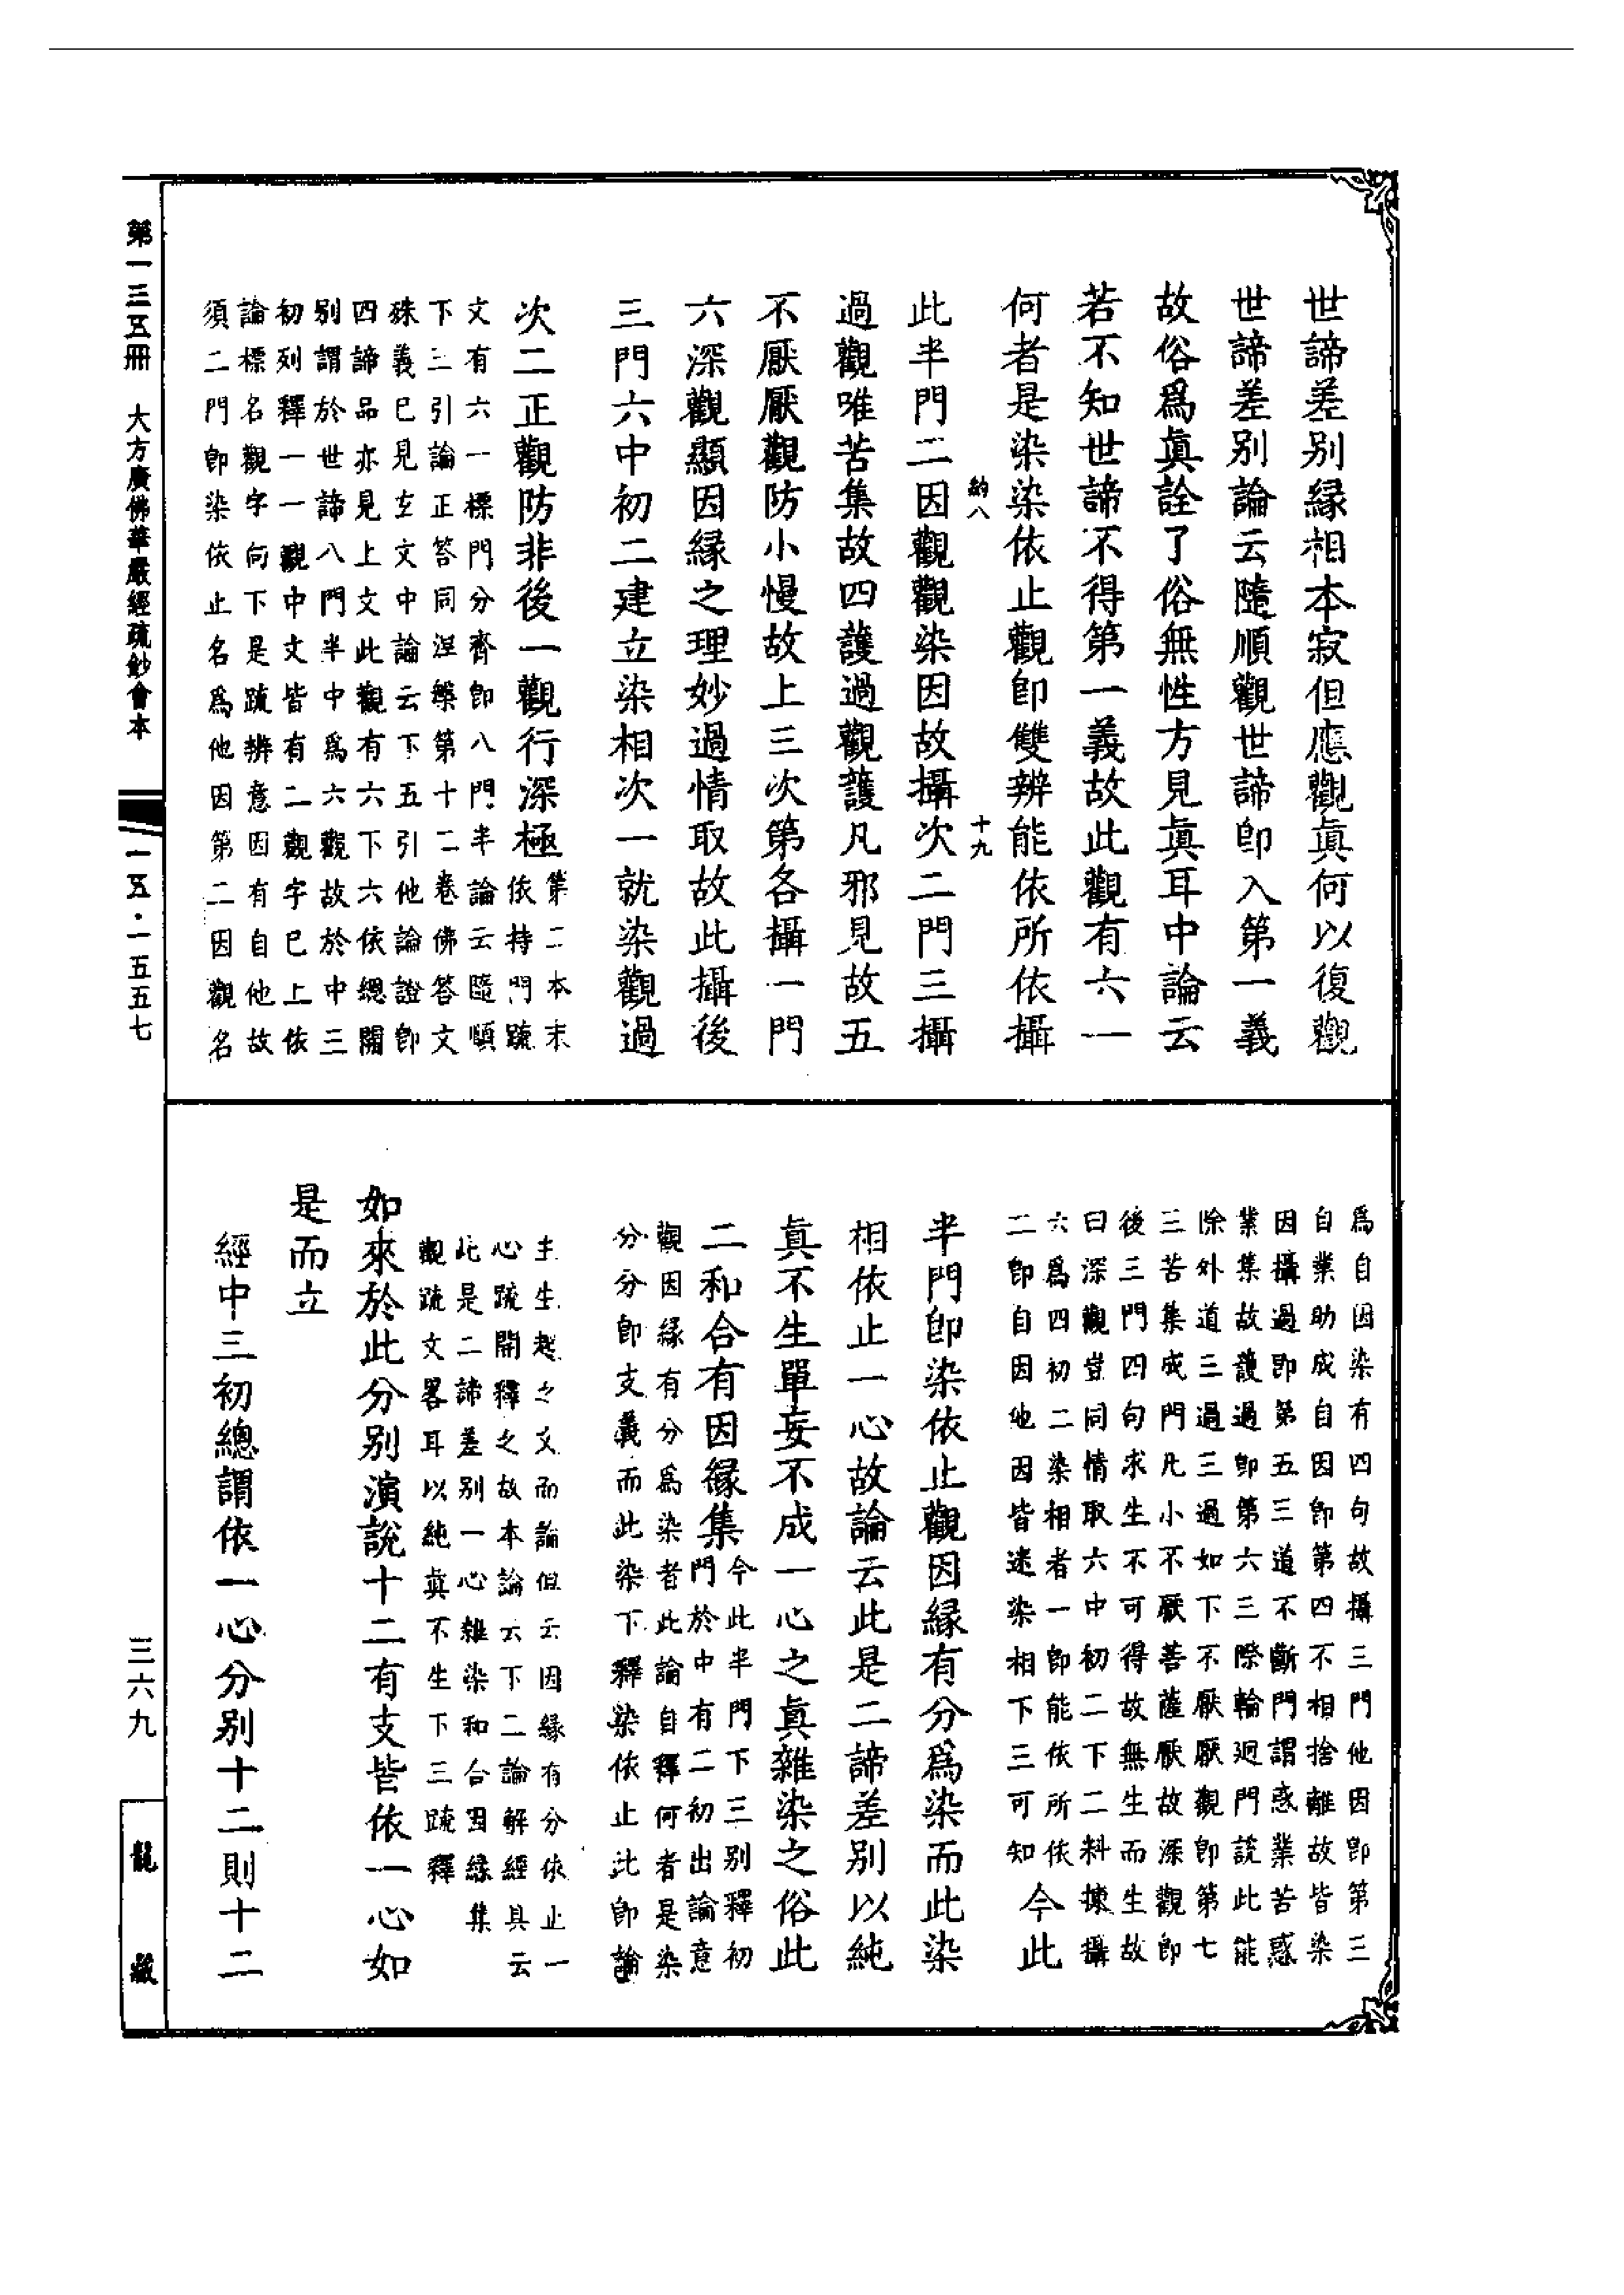 世諦差别緣相本寂但應觀眞何以復觀
世諦差别論云隨順觀世諦卽入第一義
故俗爲眞詮了俗無性方見眞耳中論云
若不知世諦不得第一義故此觀有六一
何者是染染依止觀卽雙辨能依所依攝
納八
十九
此半門二因觀觀染因故攝次二門三攝
過觀唯苦集故四護過觀護凡邪見故五
不厭厭觀防小慢故上三次第各攝一門
六深觀顯因緣之理妙過情取故此攝後
三門六中初二建立染相次一就染觀過
次二正觀防非後一觀行深極
第二本末
依持門䟽
文有六一標門分齊卽八門半論云隨順
下三引論正答同涅槃第十二卷佛答文
殊義已見玄文中論云下五引他論證卽
四諦品亦見上文此觀有六下六依總開
别謂於世諦八門半中爲六觀故於中三
初列釋一一觀中文皆有二觀字已上依
論標名觀字向下是䟽辨意因有自他故
須二門卽染依止名爲他因第二因觀名
爲自因染有四句故攝三門他因卽第三
自業助成自因卽第四不相捨離故皆染
因攝過卽第五三道不斷門謂惑業苦惑
業集故護過卽第六三際輪迴門說此能
除外道三過三過如下不厭厭觀卽第七
三苦集成門凡小不厭菩薩厭故深觀卽
後三門四句求生不可得故無生而生故
曰深觀豈同情取六中初二下二料揀攝
六爲四初二染相者一卽能依所依
二卽自因他因皆迷染相下三可知
今此
半門卽染依止觀因緣有分爲染而此染
相依止一心故論云此是二諦差别以純
眞不生單妄不成一心之眞雜染之俗此
二和合有因緣集
今此半門下三别釋初
門於中有二初出論意
觀因緣有分爲染者此論自釋何者是染
分分卽支義而此染下釋染依止此卽論
主生起之文而論但云因緣有分依止一
心䟽開釋之故本論云下二論解經具云
此是二諦差别一心雜染和合因緣集
觀䟽文畧耳以純眞不生下三䟽釋
如來於此分别演說十二有支皆依一心如
是而立
經中三初總謂依一心分别十二則十二
第一三五冊 大方廣佛華嚴經疏鈔會本
一五·一五五七
三六九
龍藏